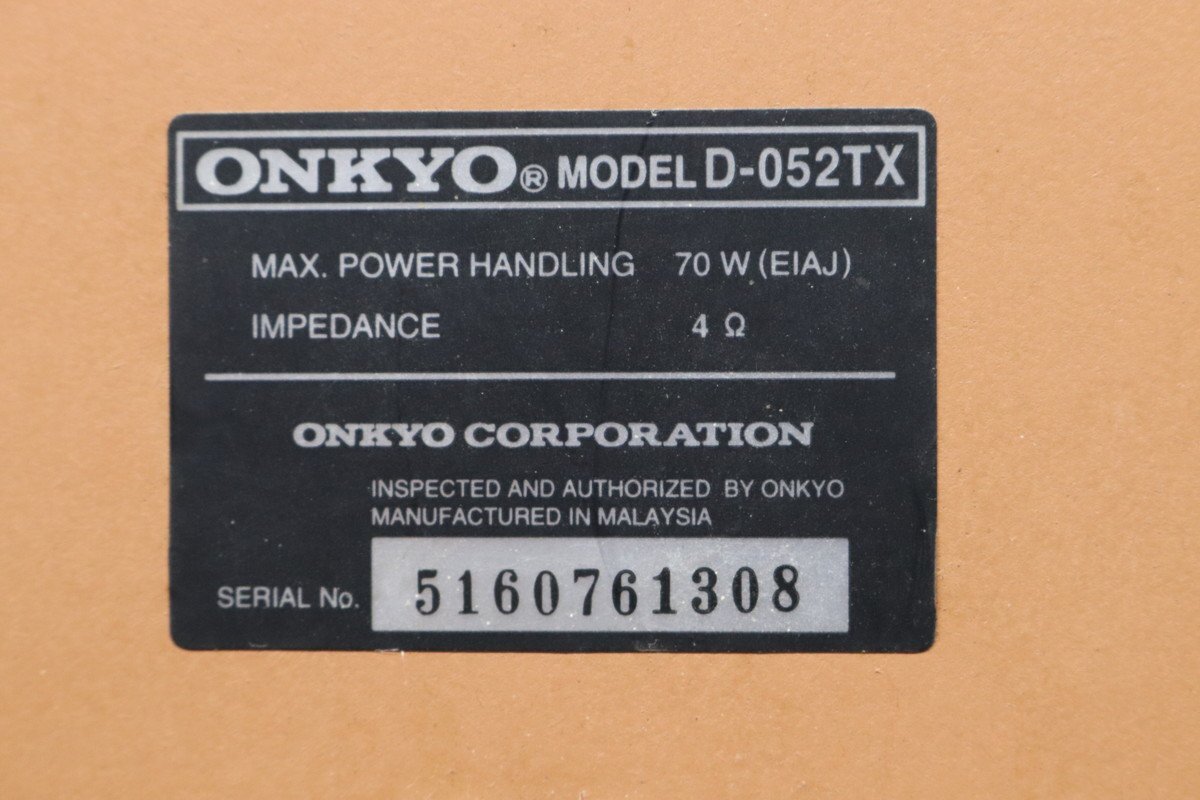 ONKYO® MODEL D-052TX
MAX. POWER HANDLING 70 W (EIAJ)
IMPEDANCE 4 Ω
ONKYO CORPORATION
INSPECTED AND AUTHORIZED BY ONKYO
MANUFACTURED IN MALAYSIA
SERIAL No. 5160761308